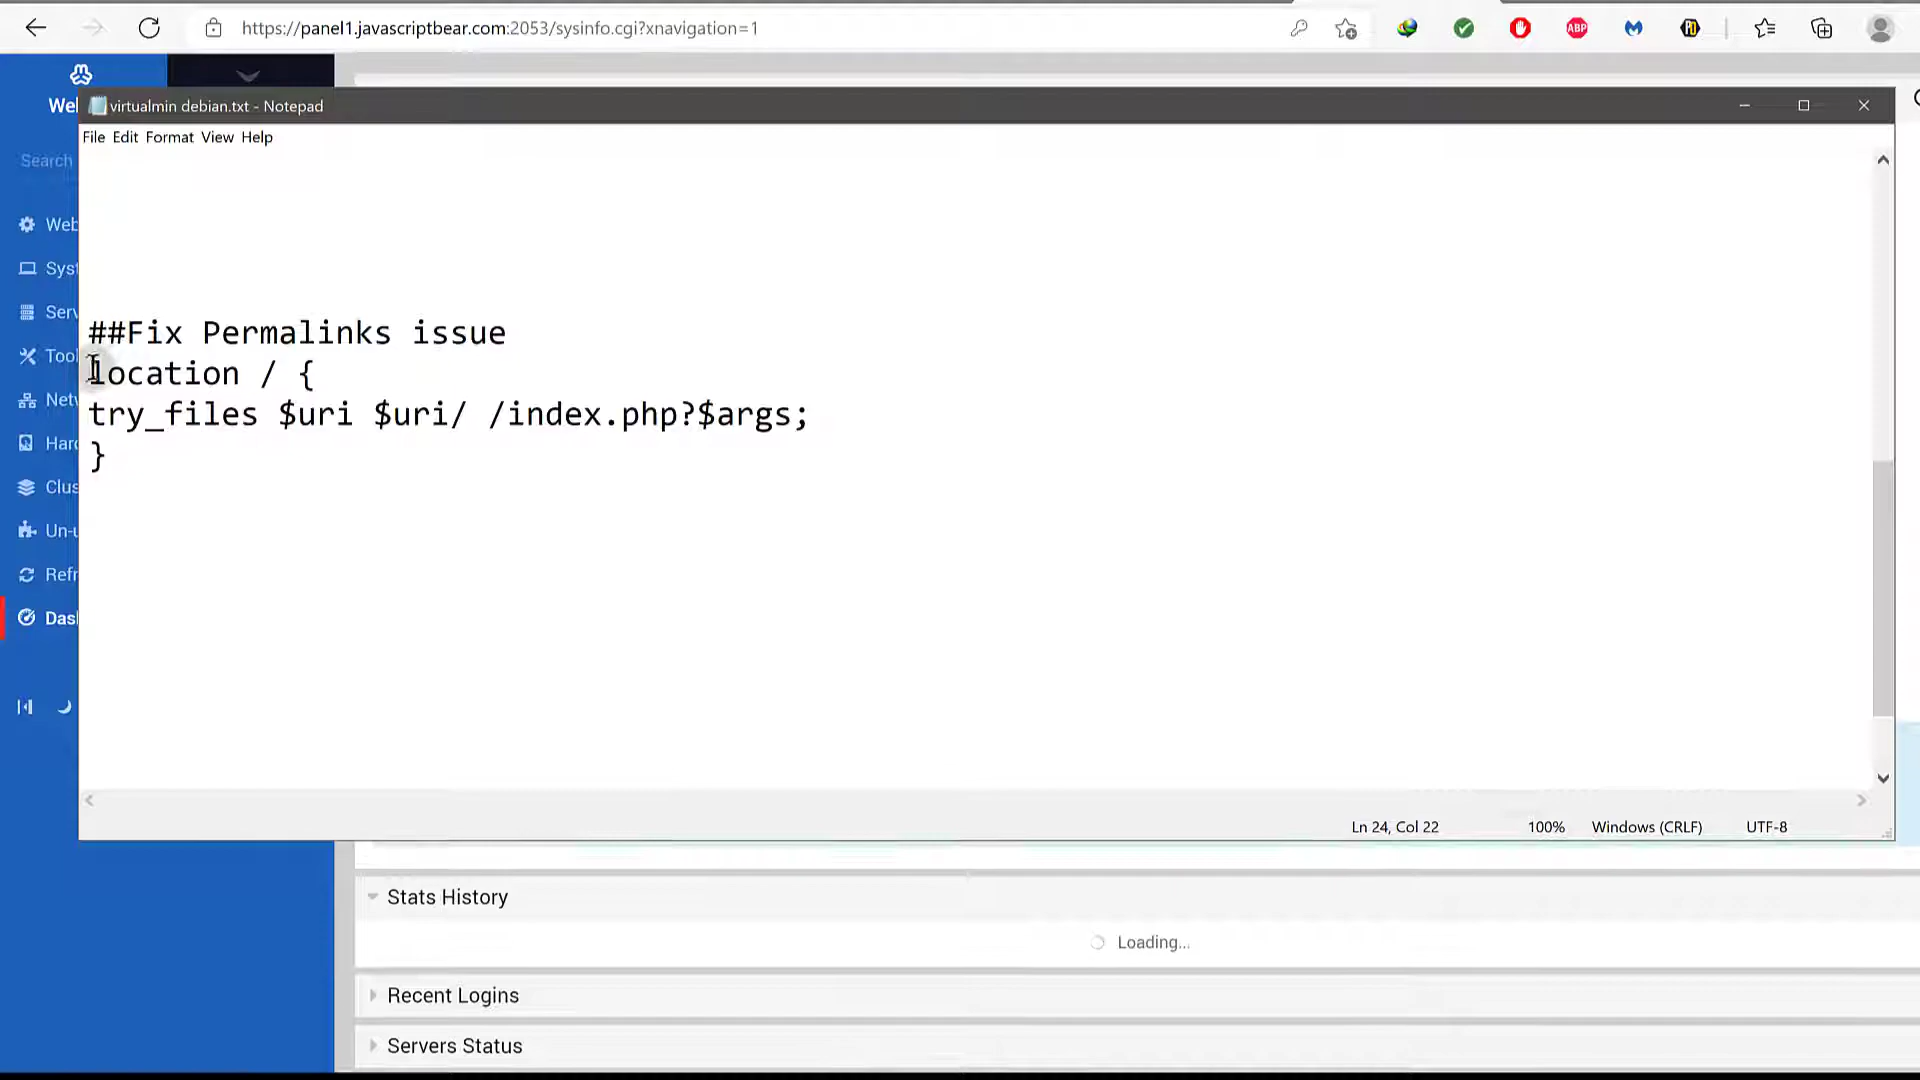 https://panel1.javascriptbear.com:2053/sysinfo.cgi?xnavigation=1
ABP
virtualmin debian.txt - Notepad
File Edit Format View Help
Search
##Fix Permalinks issue
location / {
try_files $uri $uri/ /index.php?$args;
}
Ln 24, Col 22 100% Windows (CRLF) UTF-8
Stats History
Loading...
Recent Logins
Servers Status